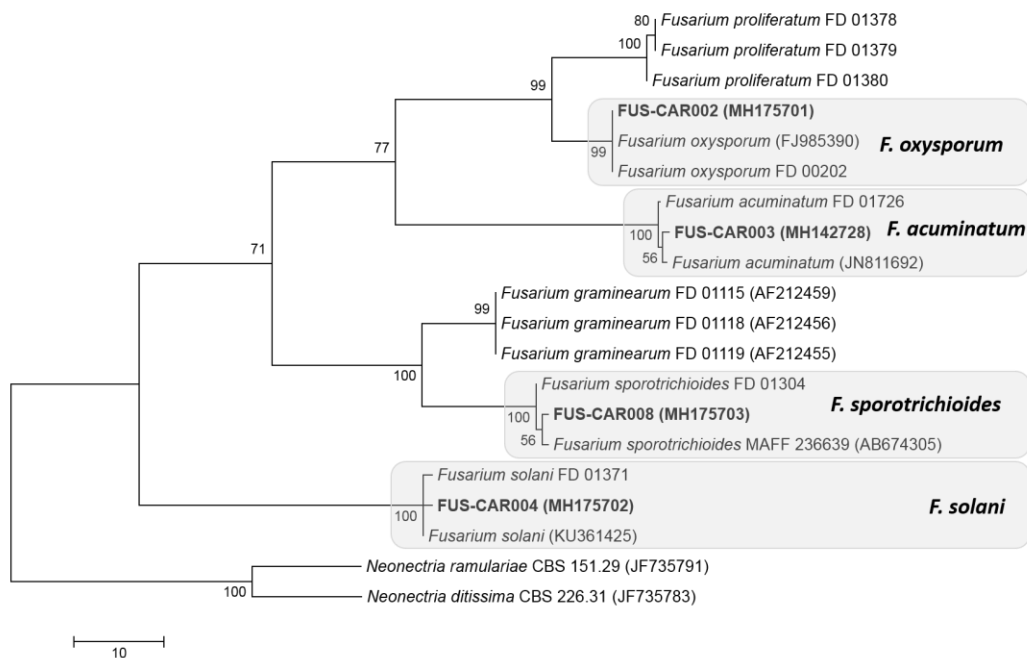 80
Fusarium proliferatum FD 01378
100
Fusarium proliferatum FD 01379
Fusarium proliferatum FD 01380
99
FUS-CAR002 (MH175701)
Fusarium oxysporum (FJ985390)
F. oxysporum
99
Fusarium oxysporum FD 00202
77
Fusarium acuminatum FD 01726
100
FUS-CAR003 (MH142728)
F. acuminatum
56
Fusarium acuminatum (JN811692)
71
Fusarium graminearum FD 01115 (AF212459)
99
Fusarium graminearum FD 01118 (AF212456)
Fusarium graminearum FD 01119 (AF212455)
100
Fusarium sporotrichioides FD 01304
F. sporotrichioides
100
FUS-CAR008 (MH175703)
56
Fusarium sporotrichioides MAFF 236639 (AB674305)
Fusarium solani FD 01371
100
FUS-CAR004 (MH175702)
F. solani
Fusarium solani (KU361425)
Neonectria ramulariae CBS 151.29 (JF735791)
100
Neonectria ditissima CBS 226.31 (JF735783)
10